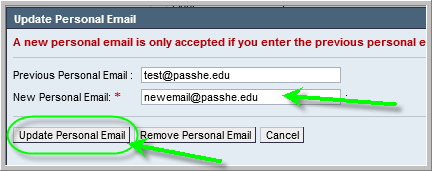 Update Personal Email
A new personal email is only accepted if you enter the previous personal e
Previous Personal Email : test@passhe.edu
New Personal Email: * newemail@passhe.edu :
Update Personal Email Remove Personal Email Cancel